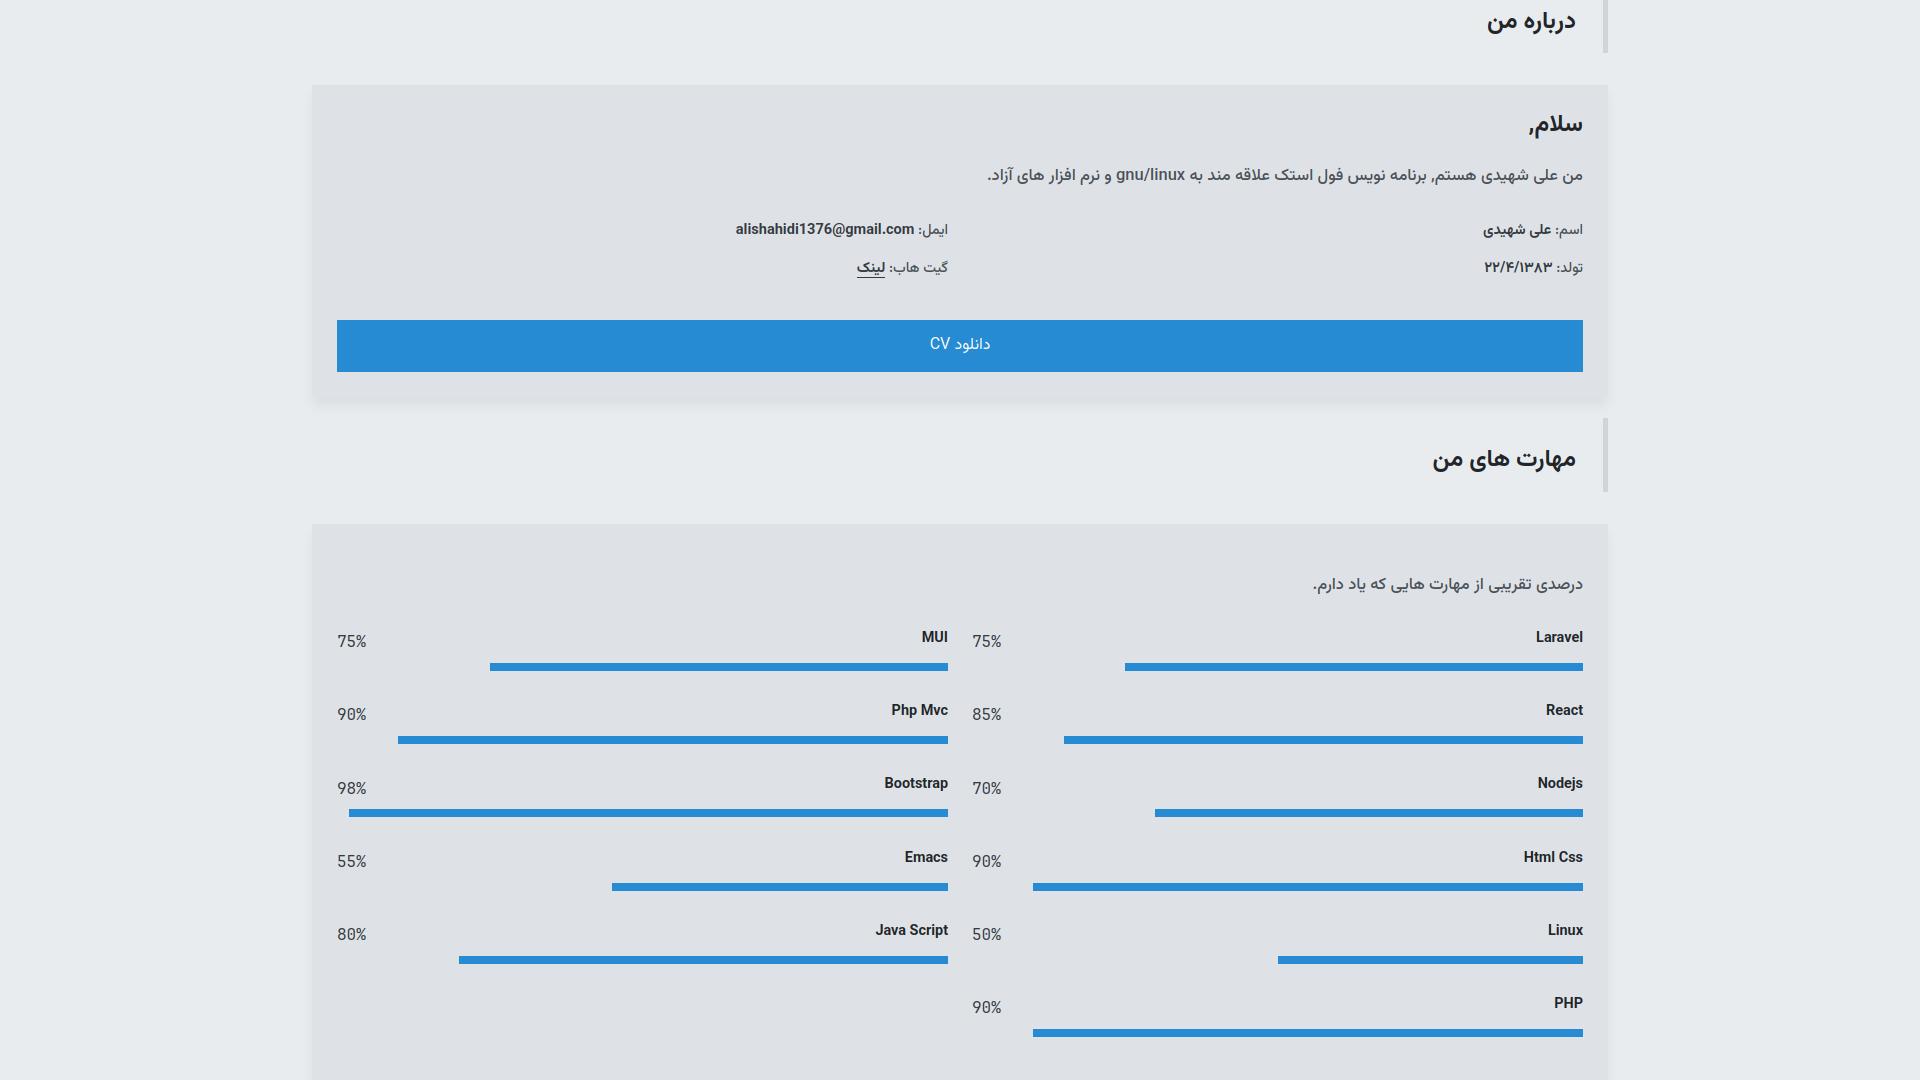 درباره من
سلام,
من علی شهیدی هستم, برنامه نویس فول استک علاقه مند به gnu/linux و نرم افزار های آزاد.
اسم: علی شهیدی
ایمل: alishahidi1376@gmail.com
تولد: ۲۲/۴/۱۳۸۳
گیت هاب: لینک
دانلود CV
مهارت های من
درصدی تقریبی از مهارت هایی که یاد دارم.
Laravel 75%
MUI 75%
React 85%
Php Mvc 90%
Nodejs 70%
Bootstrap 98%
Html Css 90%
Emacs 55%
Linux 50%
Java Script 80%
PHP 90%